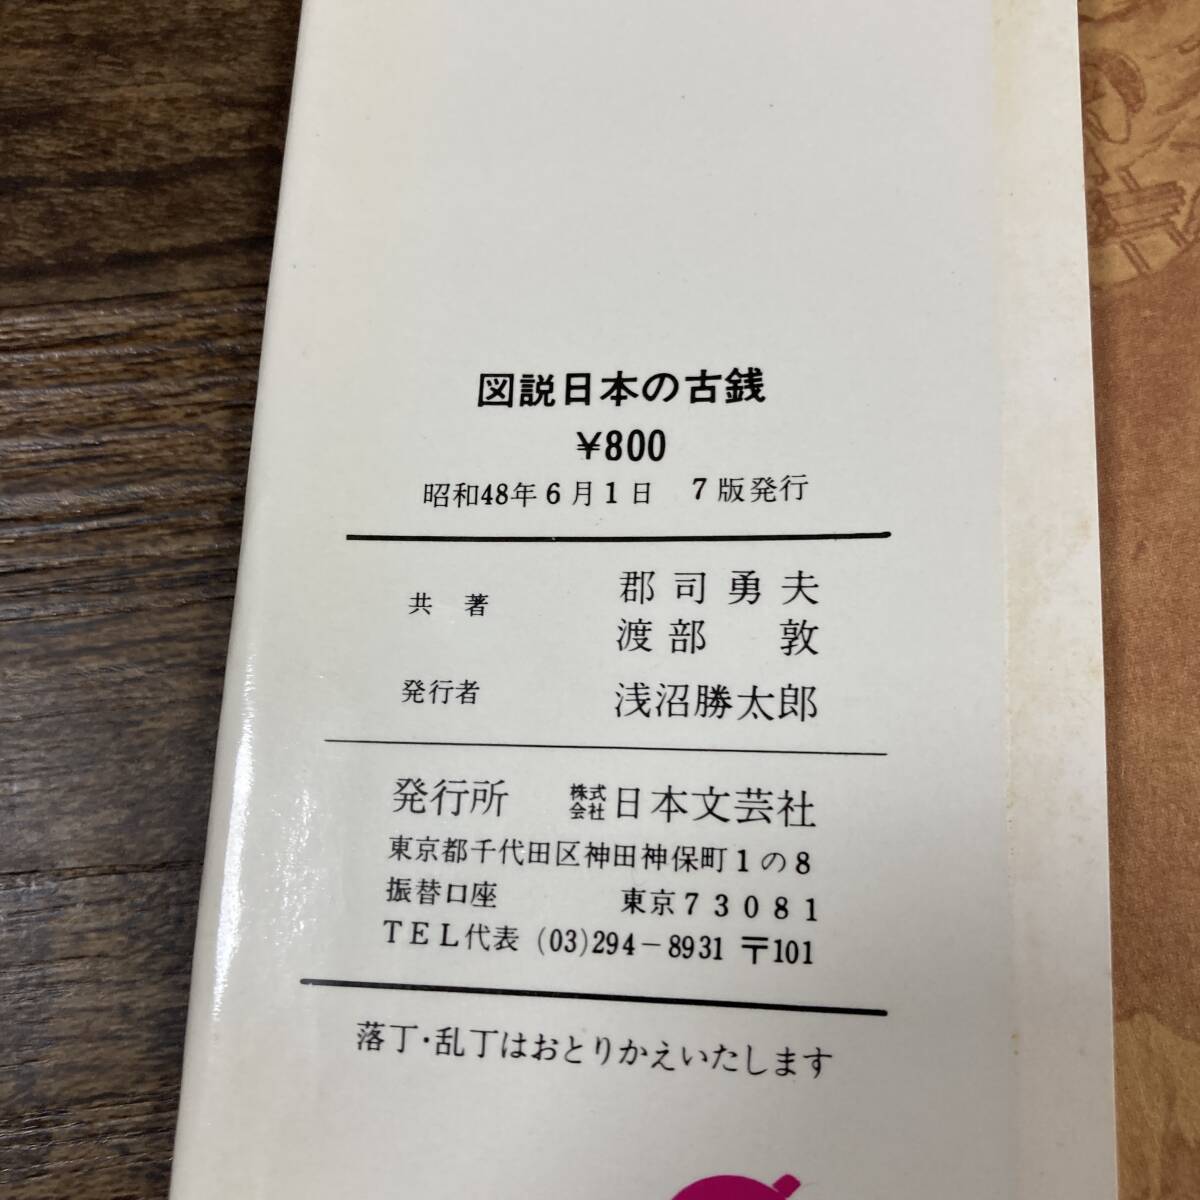 図説日本の古銭
¥800
昭和48年6月1日 7版発行
共著 郡司勇夫
渡部 敦
発行者 浅沼勝太郎
発行所 株式会社 日本文芸社
東京都千代田区神田神保町1の8
振替口座 東京73081
TEL代表 (03)294-8931 〒101
落丁・乱丁はおとりかえいたします